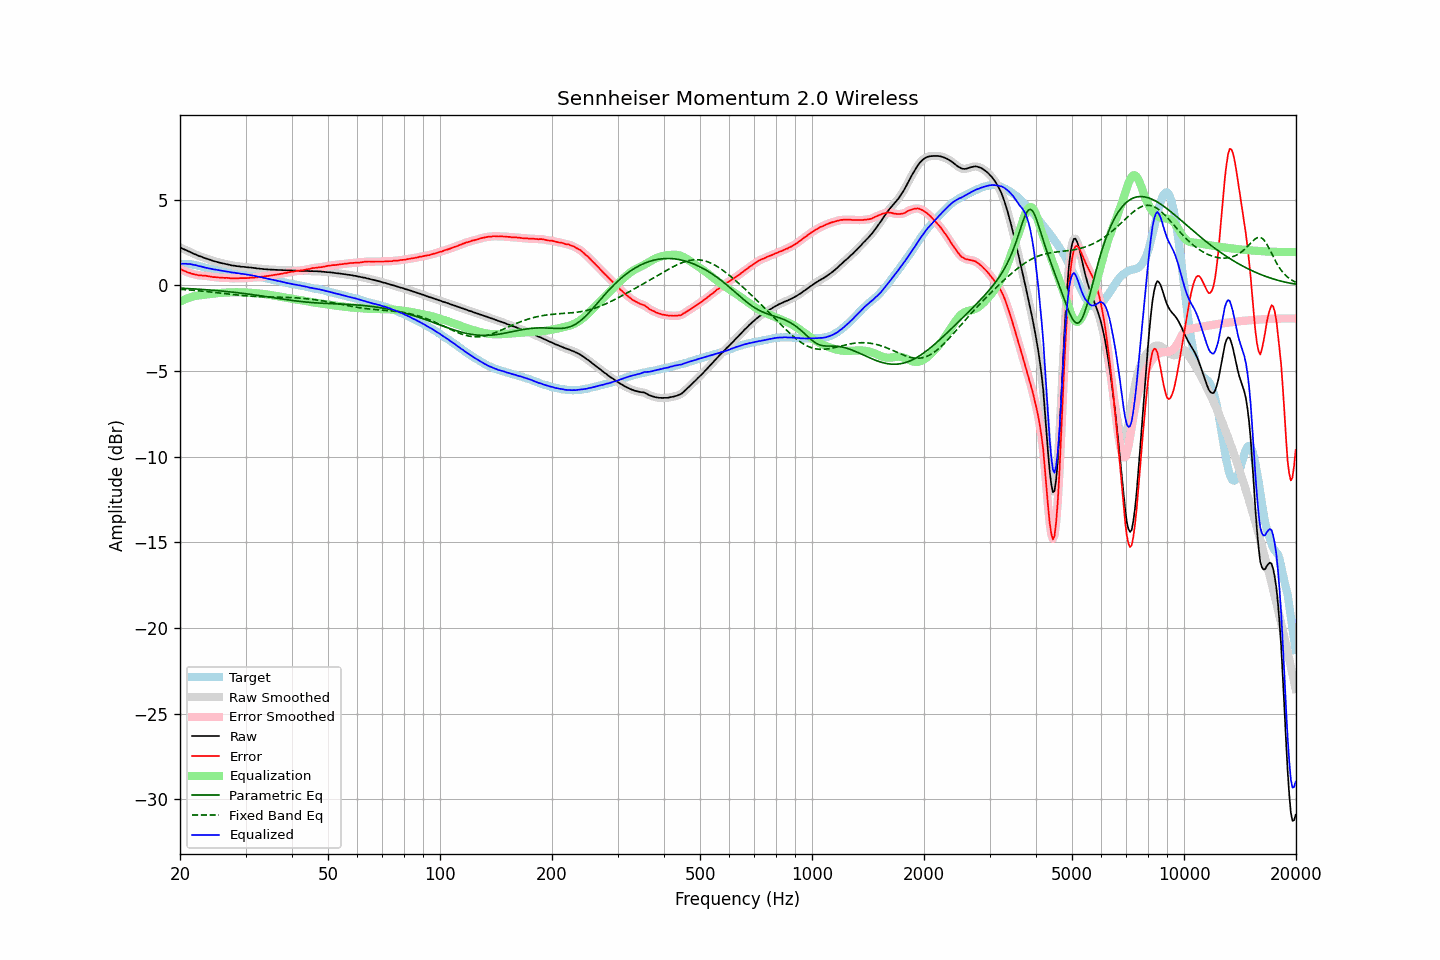 Sennheiser Momentum 2.0 Wireless
Amplitude (dBr)
5
0
−5
−10
−15
−20
−25
−30
Target
Raw Smoothed
Error Smoothed
Raw
Error
Equalization
Parametric Eq
Fixed Band Eq
Equalized
20 50 100 200 500 1000 2000 5000 10000 20000
Frequency (Hz)